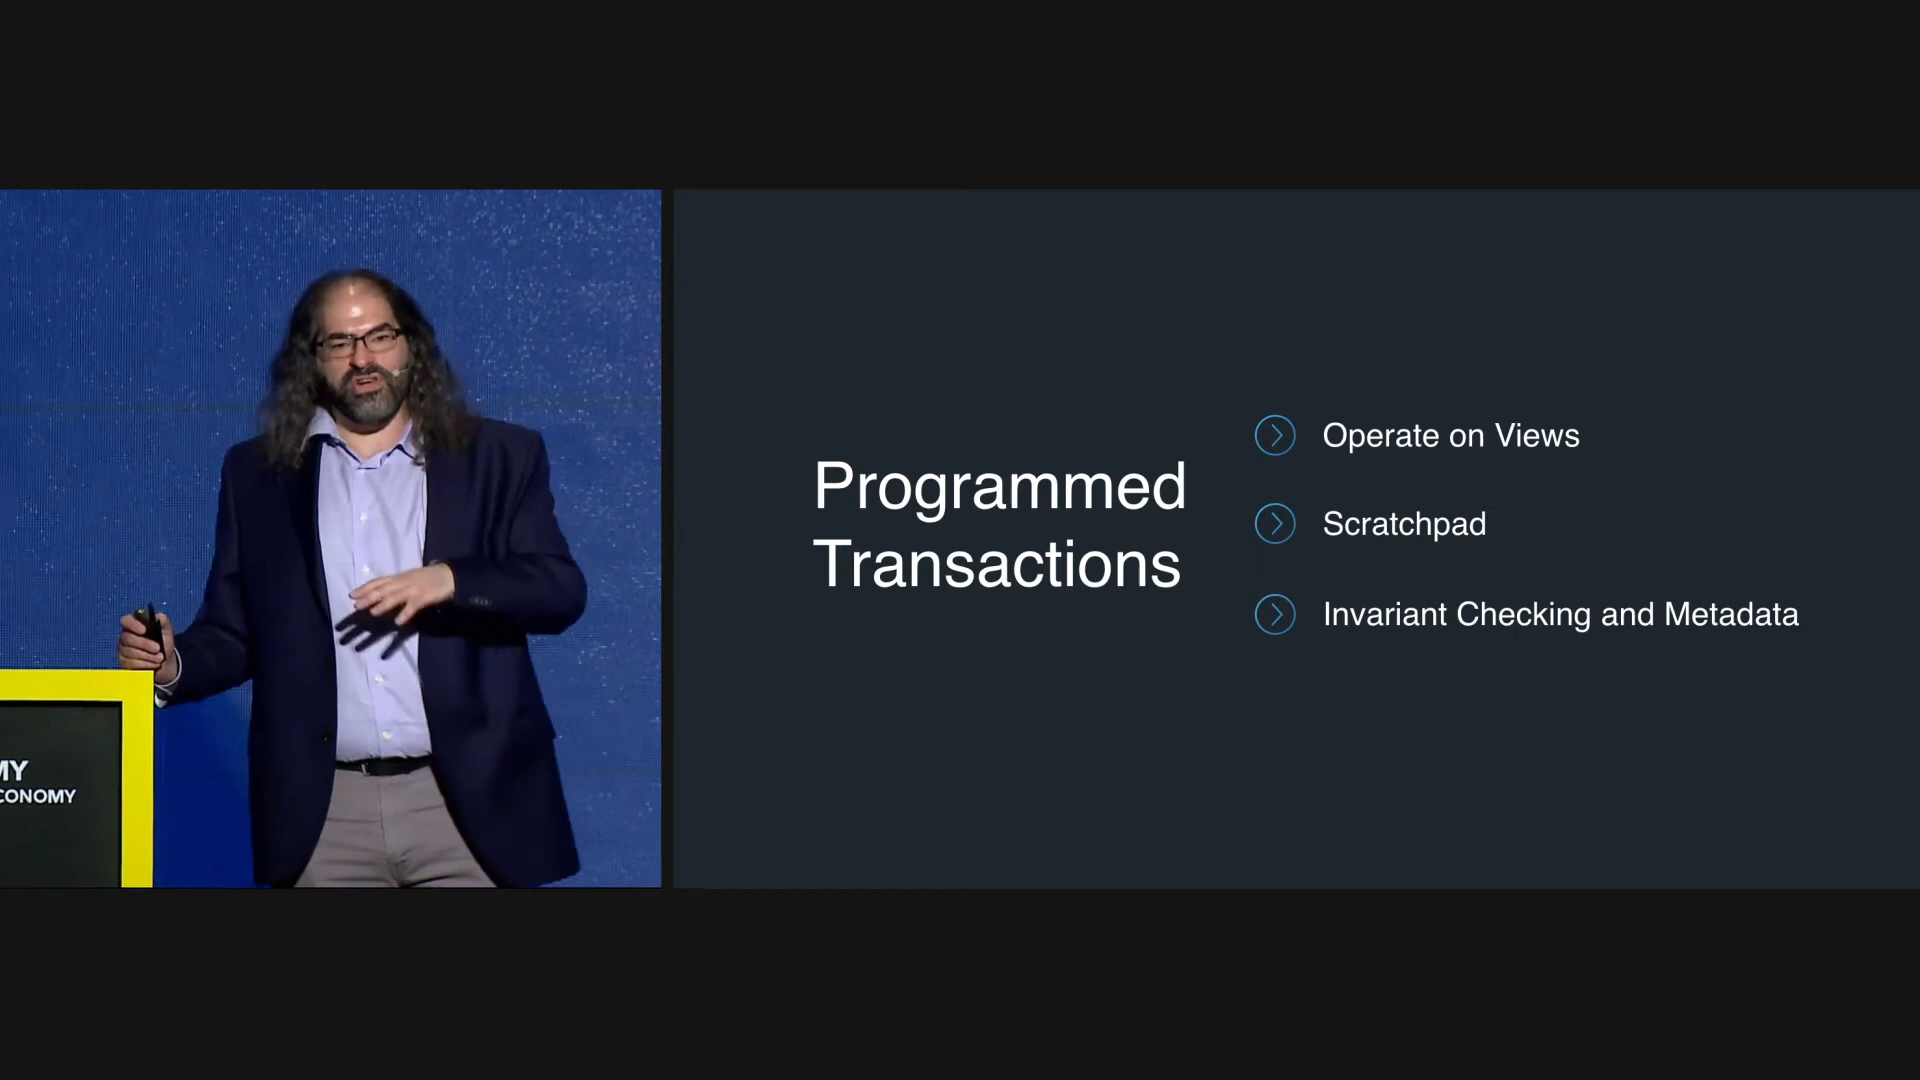 MY
CONOMY
Programmed
Transactions
Operate on Views
Scratchpad
Invariant Checking and Metadata